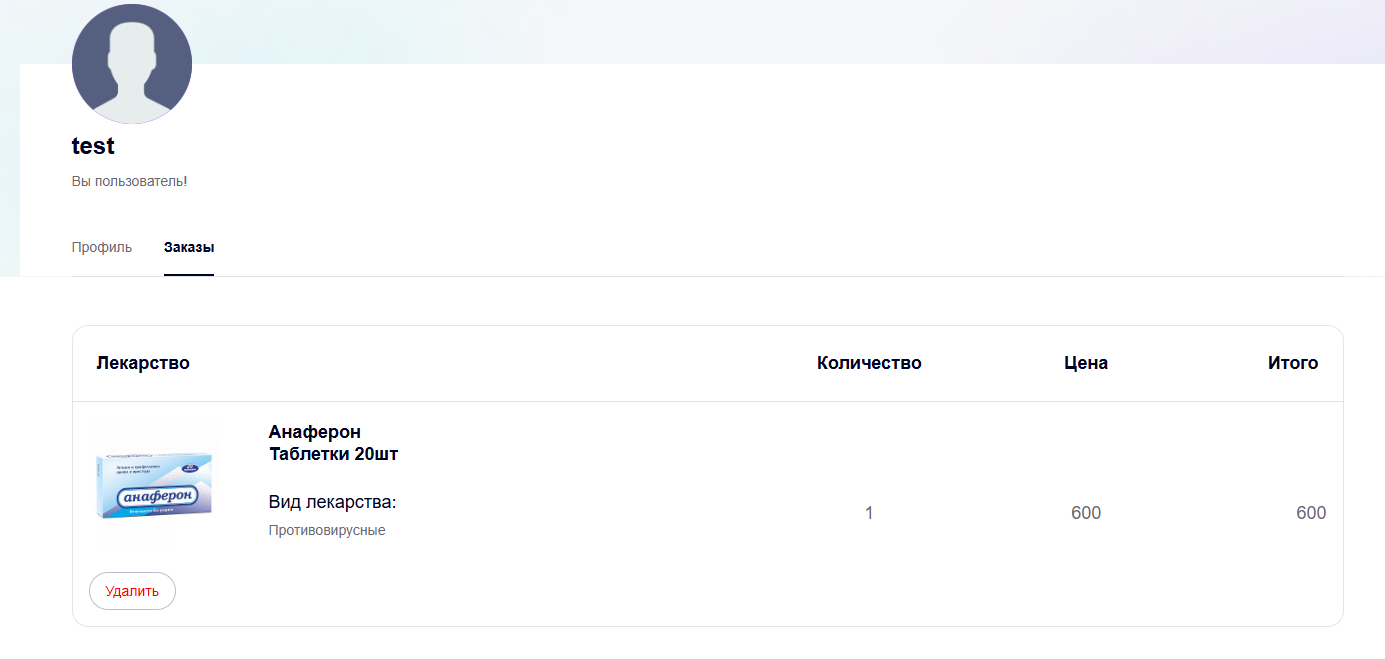 test
Вы пользователь!
Профиль Заказы
Лекарство Количество Цена Итого
анаферон
Анаферон
Таблетки 20шт
Вид лекарства:
Противовирусные
1 600 600
Удалить